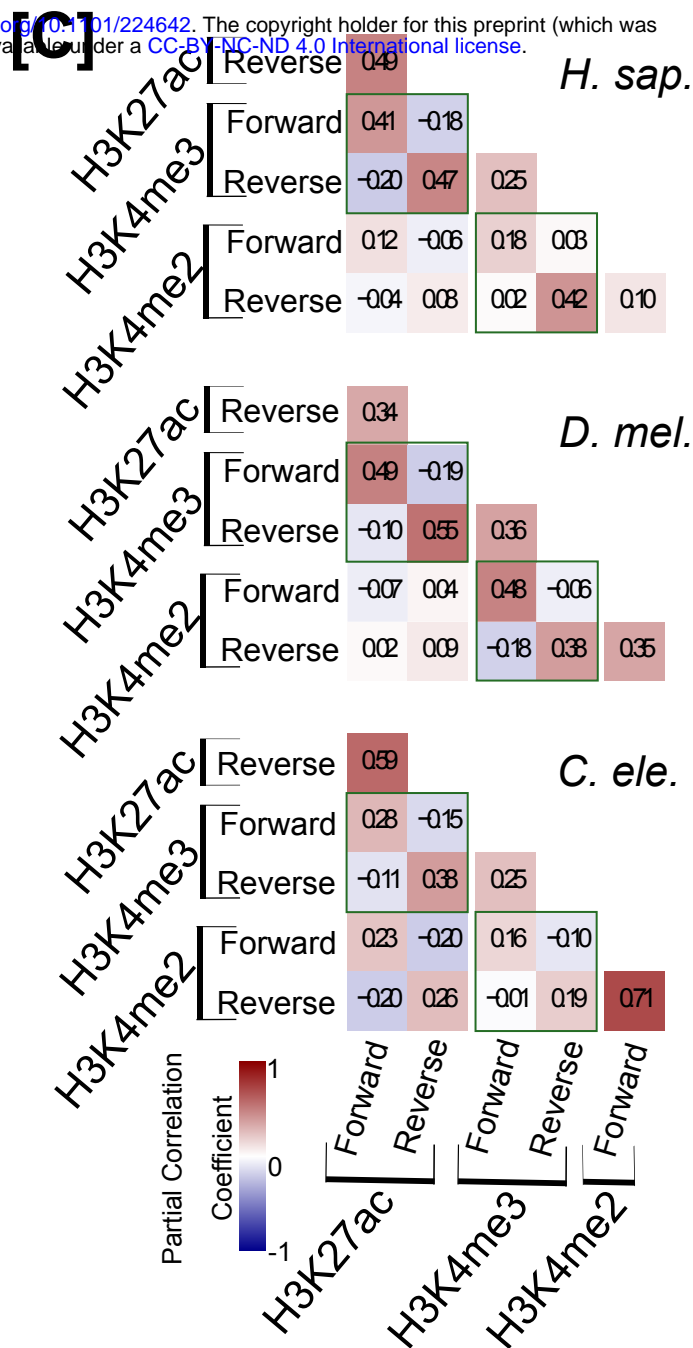 org/10.1101/224642. The copyright holder for this preprint (which was
available under a CC-BY-NC-ND 4.0 International license.
[C]
H. sap.
H3K27ac Reverse 0.49
H3K4me3 Forward 0.41 −0.18
Reverse −0.20 0.47 0.25
H3K4me2 Forward 0.12 −0.06 0.18 0.03
Reverse −0.04 0.08 0.02 0.42 0.10
D. mel.
H3K27ac Reverse 0.34
H3K4me3 Forward 0.49 −0.19
Reverse −0.10 0.55 0.36
H3K4me2 Forward −0.07 0.04 0.48 −0.06
Reverse 0.02 0.09 −0.18 0.38 0.35
C. ele.
H3K27ac Reverse 0.59
H3K4me3 Forward 0.28 −0.15
Reverse −0.11 0.38 0.25
H3K4me2 Forward 0.23 −0.20 0.16 −0.10
Reverse −0.20 0.26 −0.01 0.19 0.71
Partial Correlation
Coefficient
1
0
-1
Forward Reverse Forward Reverse Forward
H3K27ac H3K4me3 H3K4me2